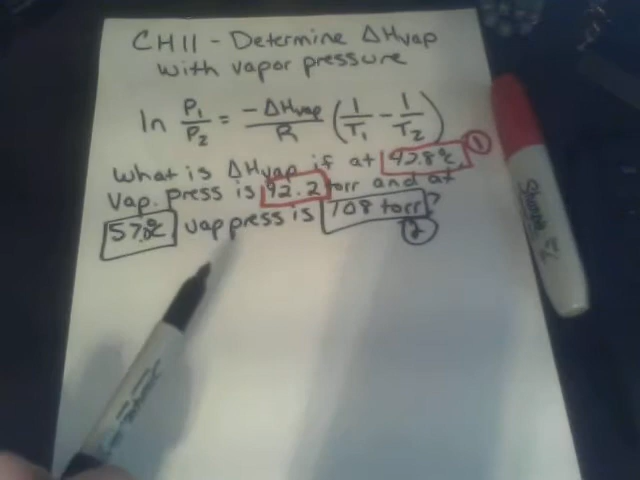 CH11 - Determine ΔHvap
with vapor pressure
ln P1/P2 = -ΔHvap/R (1/T1 - 1/T2)
What is ΔHvap if at 42.8°C ①
Vap. Press is 92.2 torr and at
57.0°C vap press is 108 torr?
②
Sharpie